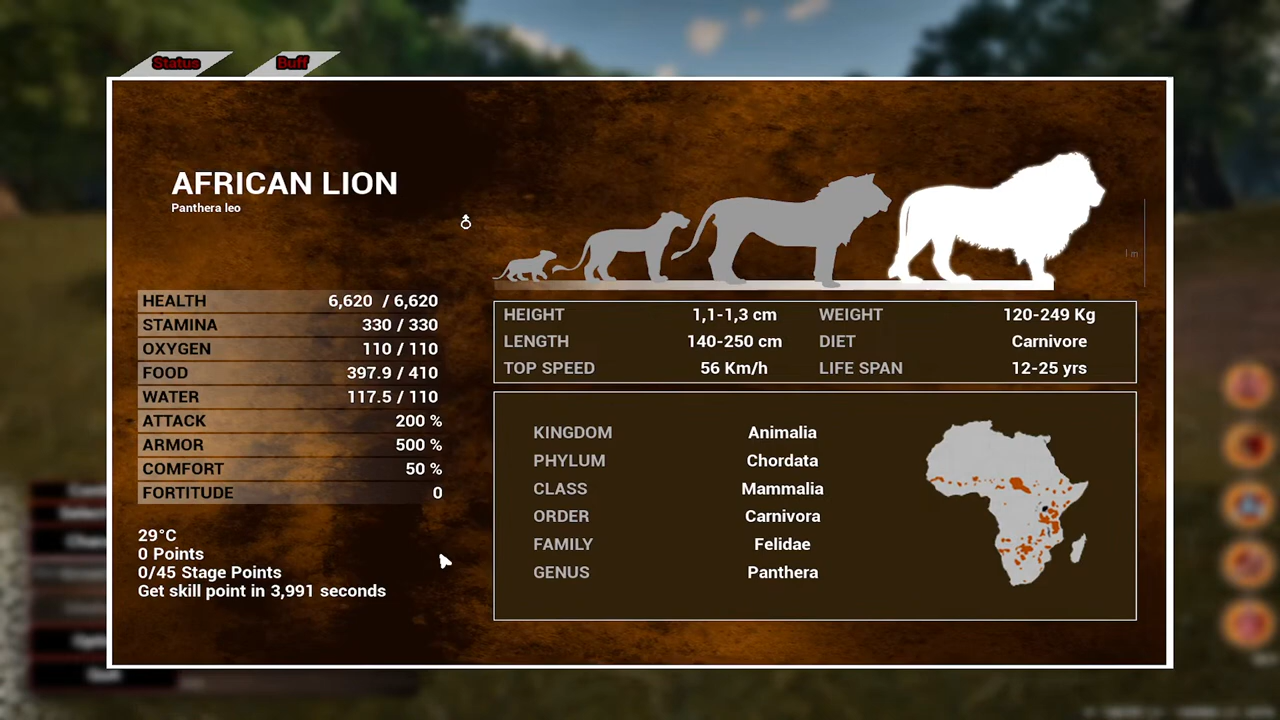 Status
Buff
AFRICAN LION
Panthera leo
1 m
HEALTH 6,620 / 6,620
STAMINA 330 / 330
OXYGEN 110 / 110
FOOD 397.9 / 410
WATER 117.5 / 110
ATTACK 200 %
ARMOR 500 %
COMFORT 50 %
FORTITUDE 0
29°C
0 Points
0/45 Stage Points
Get skill point in 3,991 seconds
HEIGHT 1,1-1,3 cm WEIGHT 120-249 Kg
LENGTH 140-250 cm DIET Carnivore
TOP SPEED 56 Km/h LIFE SPAN 12-25 yrs
KINGDOM Animalia
PHYLUM Chordata
CLASS Mammalia
ORDER Carnivora
FAMILY Felidae
GENUS Panthera